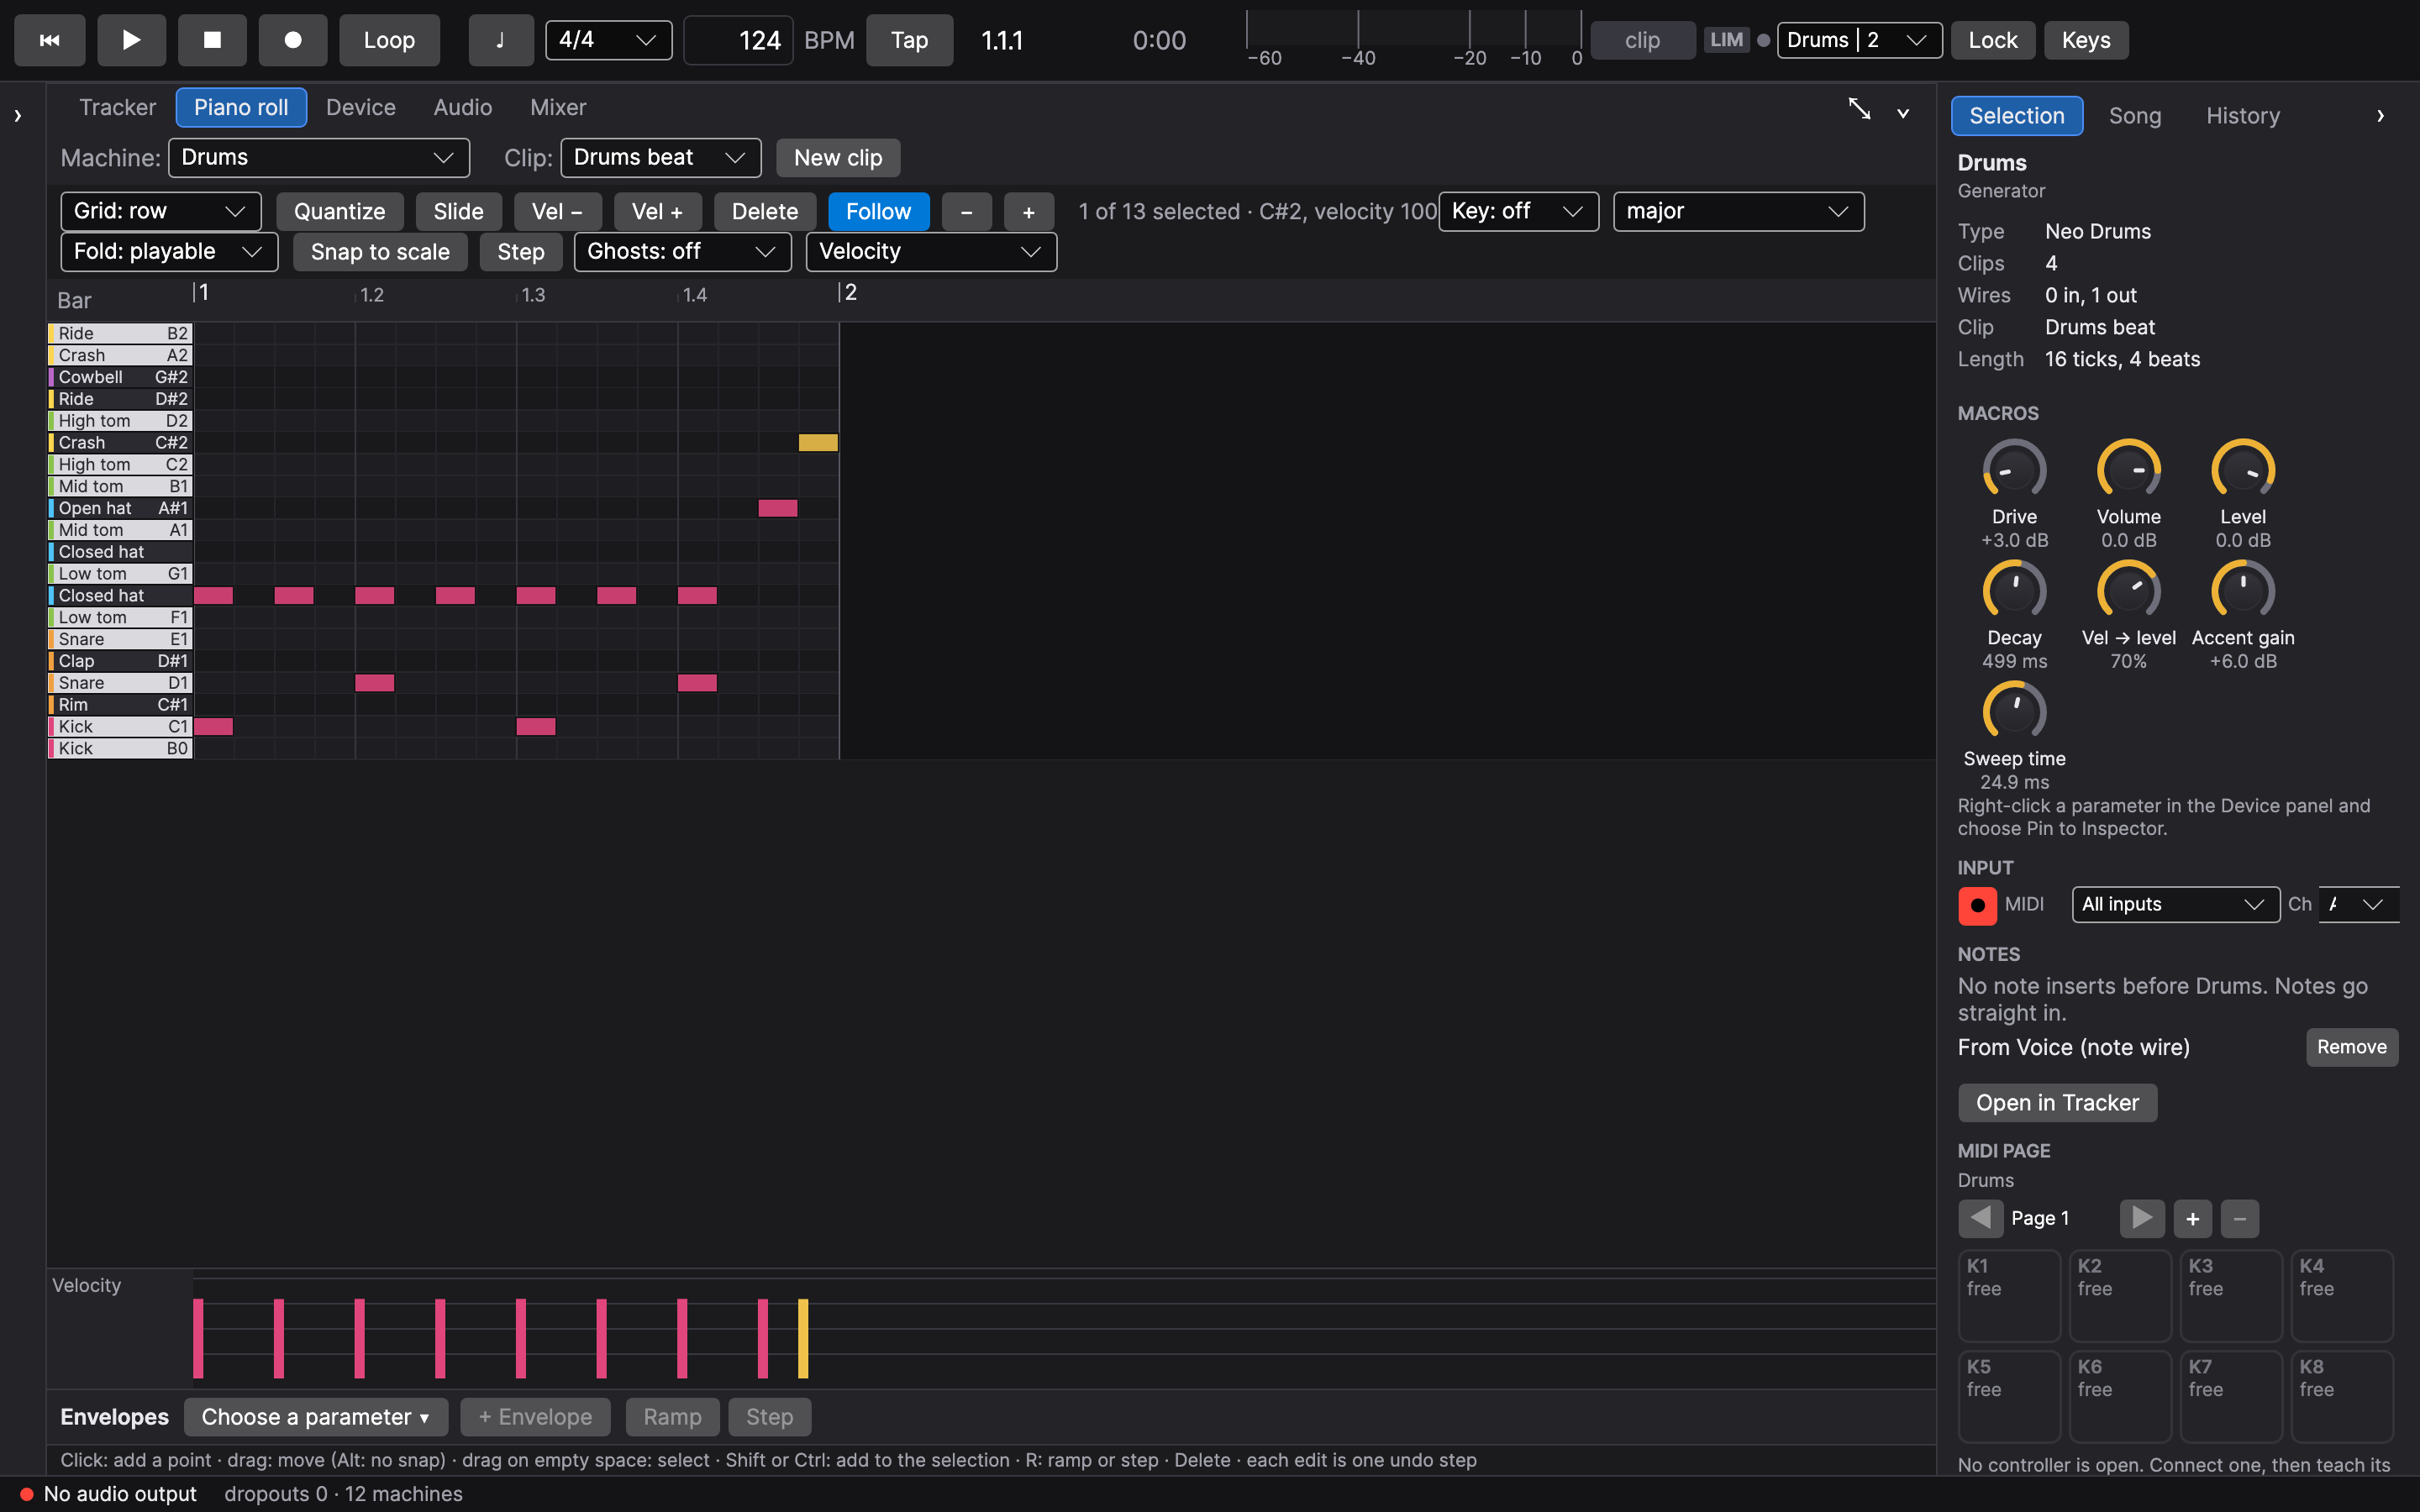 Loop 4/4 124 BPM Tap 1.1.1 0:00 −60 −40 −20 −10 0 clip LIM Drums | 2 Lock Keys
Tracker Piano roll Device Audio Mixer
Machine: Drums Clip: Drums beat New clip
Grid: row Quantize Slide Vel − Vel + Delete Follow − + 1 of 13 selected · C#2, velocity 100 Key: off major
Fold: playable Snap to scale Step Ghosts: off Velocity
Bar 1 1.2 1.3 1.4 2
Ride B2
Crash A2
Cowbell G#2
Ride D#2
High tom D2
Crash C#2
High tom C2
Mid tom B1
Open hat A#1
Mid tom A1
Closed hat
Low tom G1
Closed hat
Low tom F1
Snare E1
Clap D#1
Snare D1
Rim C#1
Kick C1
Kick B0
Velocity
Envelopes Choose a parameter + Envelope Ramp Step
Click: add a point · drag: move (Alt: no snap) · drag on empty space: select · Shift or Ctrl: add to the selection · R: ramp or step · Delete · each edit is one undo step
No audio output dropouts 0 · 12 machines
Selection Song History
Drums
Generator
Type Neo Drums
Clips 4
Wires 0 in, 1 out
Clip Drums beat
Length 16 ticks, 4 beats
MACROS
Drive Volume Level
+3.0 dB 0.0 dB 0.0 dB
Decay Vel → level Accent gain
499 ms 70% +6.0 dB
Sweep time
24.9 ms
Right-click a parameter in the Device panel and
choose Pin to Inspector.
INPUT
MIDI All inputs Ch
NOTES
No note inserts before Drums. Notes go
straight in.
From Voice (note wire) Remove
Open in Tracker
MIDI PAGE
Drums
Page 1 + −
K1 K2 K3 K4
free free free free
K5 K6 K7 K8
free free free free
No controller is open. Connect one, then teach its